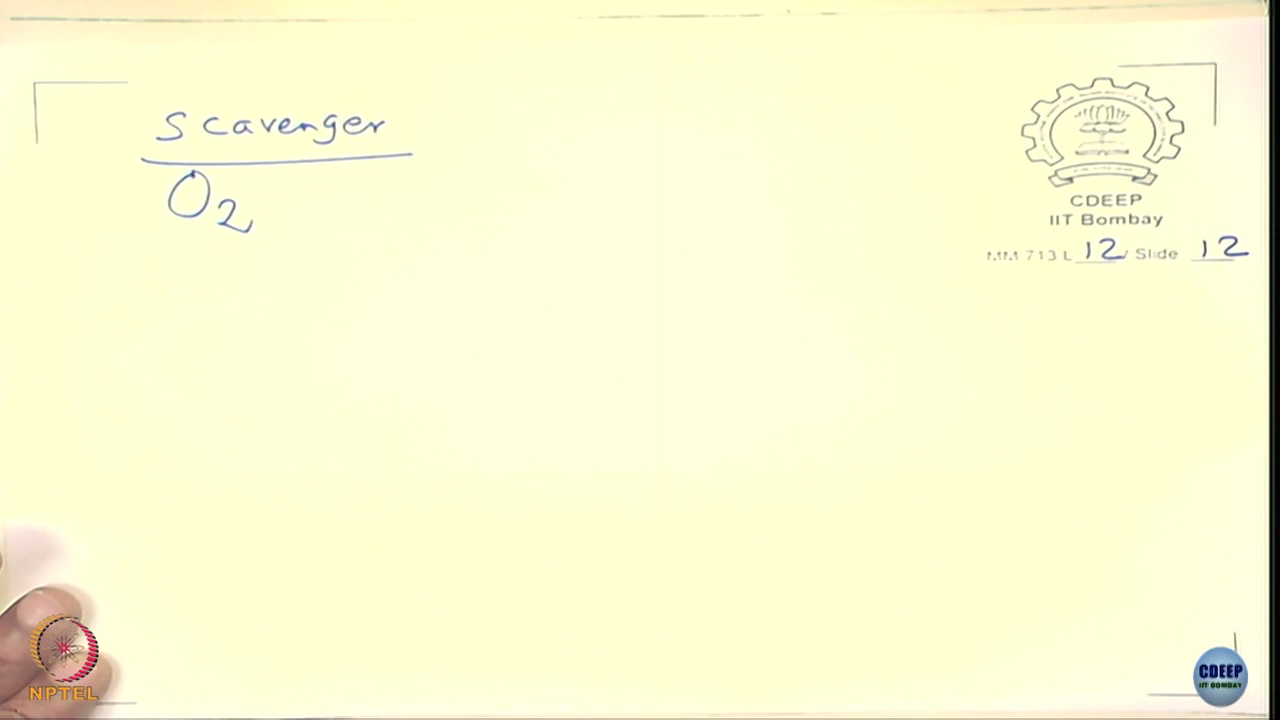 Scavenger
O2
CDEEP
IIT Bombay
MM 713 L 12 / Slide 12
NPTEL
CDEEP
IIT BOMBAY